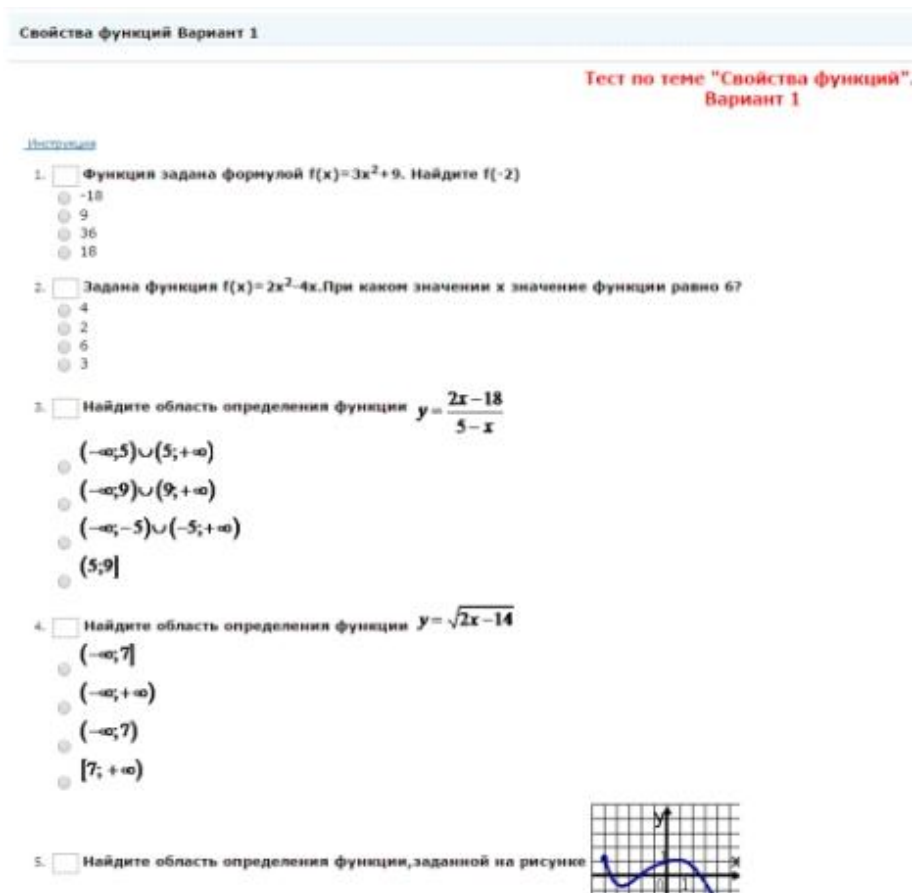 Свойства функций Вариант 1
Тест по теме "Свойства функций".
Вариант 1
Инструкция
1. Функция задана формулой f(x)=3x²+9. Найдите f(-2)
-18
9
36
18
2. Задана функция f(x)=2x²-4x.При каком значении x значение функции равно 6?
4
2
6
3
3. Найдите область определения функции y = (2x−18)/(5−x)
(−∞;5)∪(5;+∞)
(−∞;9)∪(9;+∞)
(−∞;−5)∪(−5;+∞)
(5;9]
4. Найдите область определения функции y = √(2x−14)
(−∞;7]
(−∞;+∞)
(−∞;7)
[7; +∞)
5. Найдите область определения функции,заданной на рисунке
y
x
0 1